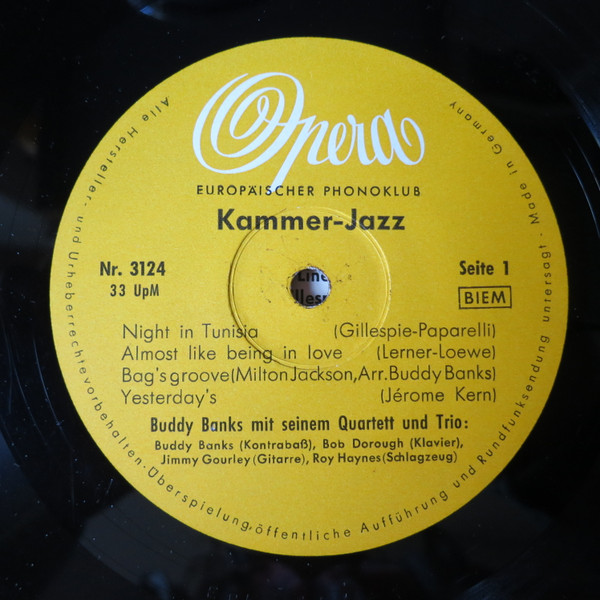 Opera
EUROPÄISCHER PHONOKLUB
Kammer-Jazz
Nr. 3124
33 UpM
Seite 1
BIEM
Night in Tunisia (Gillespie-Paparelli)
Almost like being in love (Lerner-Loewe)
Bag's groove (Milton Jackson, Arr. Buddy Banks)
Yesterday's (Jérome Kern)
Buddy Banks mit seinem Quartett und Trio:
Buddy Banks (Kontrabaß), Bob Dorough (Klavier),
Jimmy Gourley (Gitarre), Roy Haynes (Schlagzeug)
Alle Hersteller- und Urheberrechte vorbehalten. Überspielung, öffentliche Aufführung und Rundfunksendung untersagt · Made in Germany